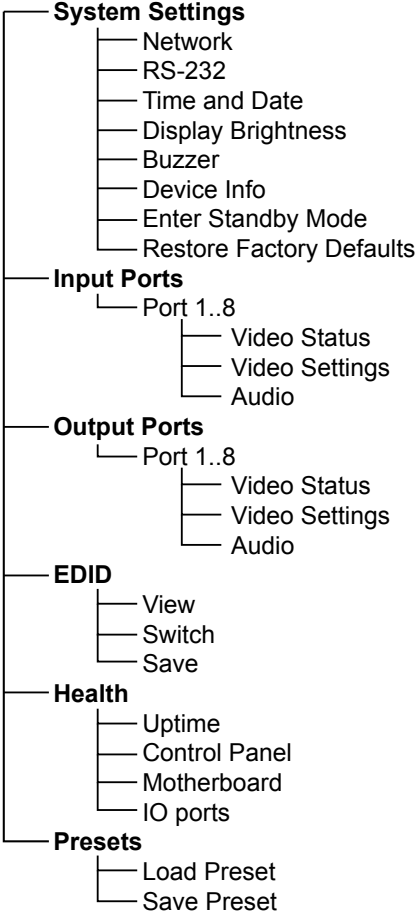 System Settings
Network
RS-232
Time and Date
Display Brightness
Buzzer
Device Info
Enter Standby Mode
Restore Factory Defaults
Input Ports
Port 1..8
Video Status
Video Settings
Audio
Output Ports
Port 1..8
Video Status
Video Settings
Audio
EDID
View
Switch
Save
Health
Uptime
Control Panel
Motherboard
IO ports
Presets
Load Preset
Save Preset